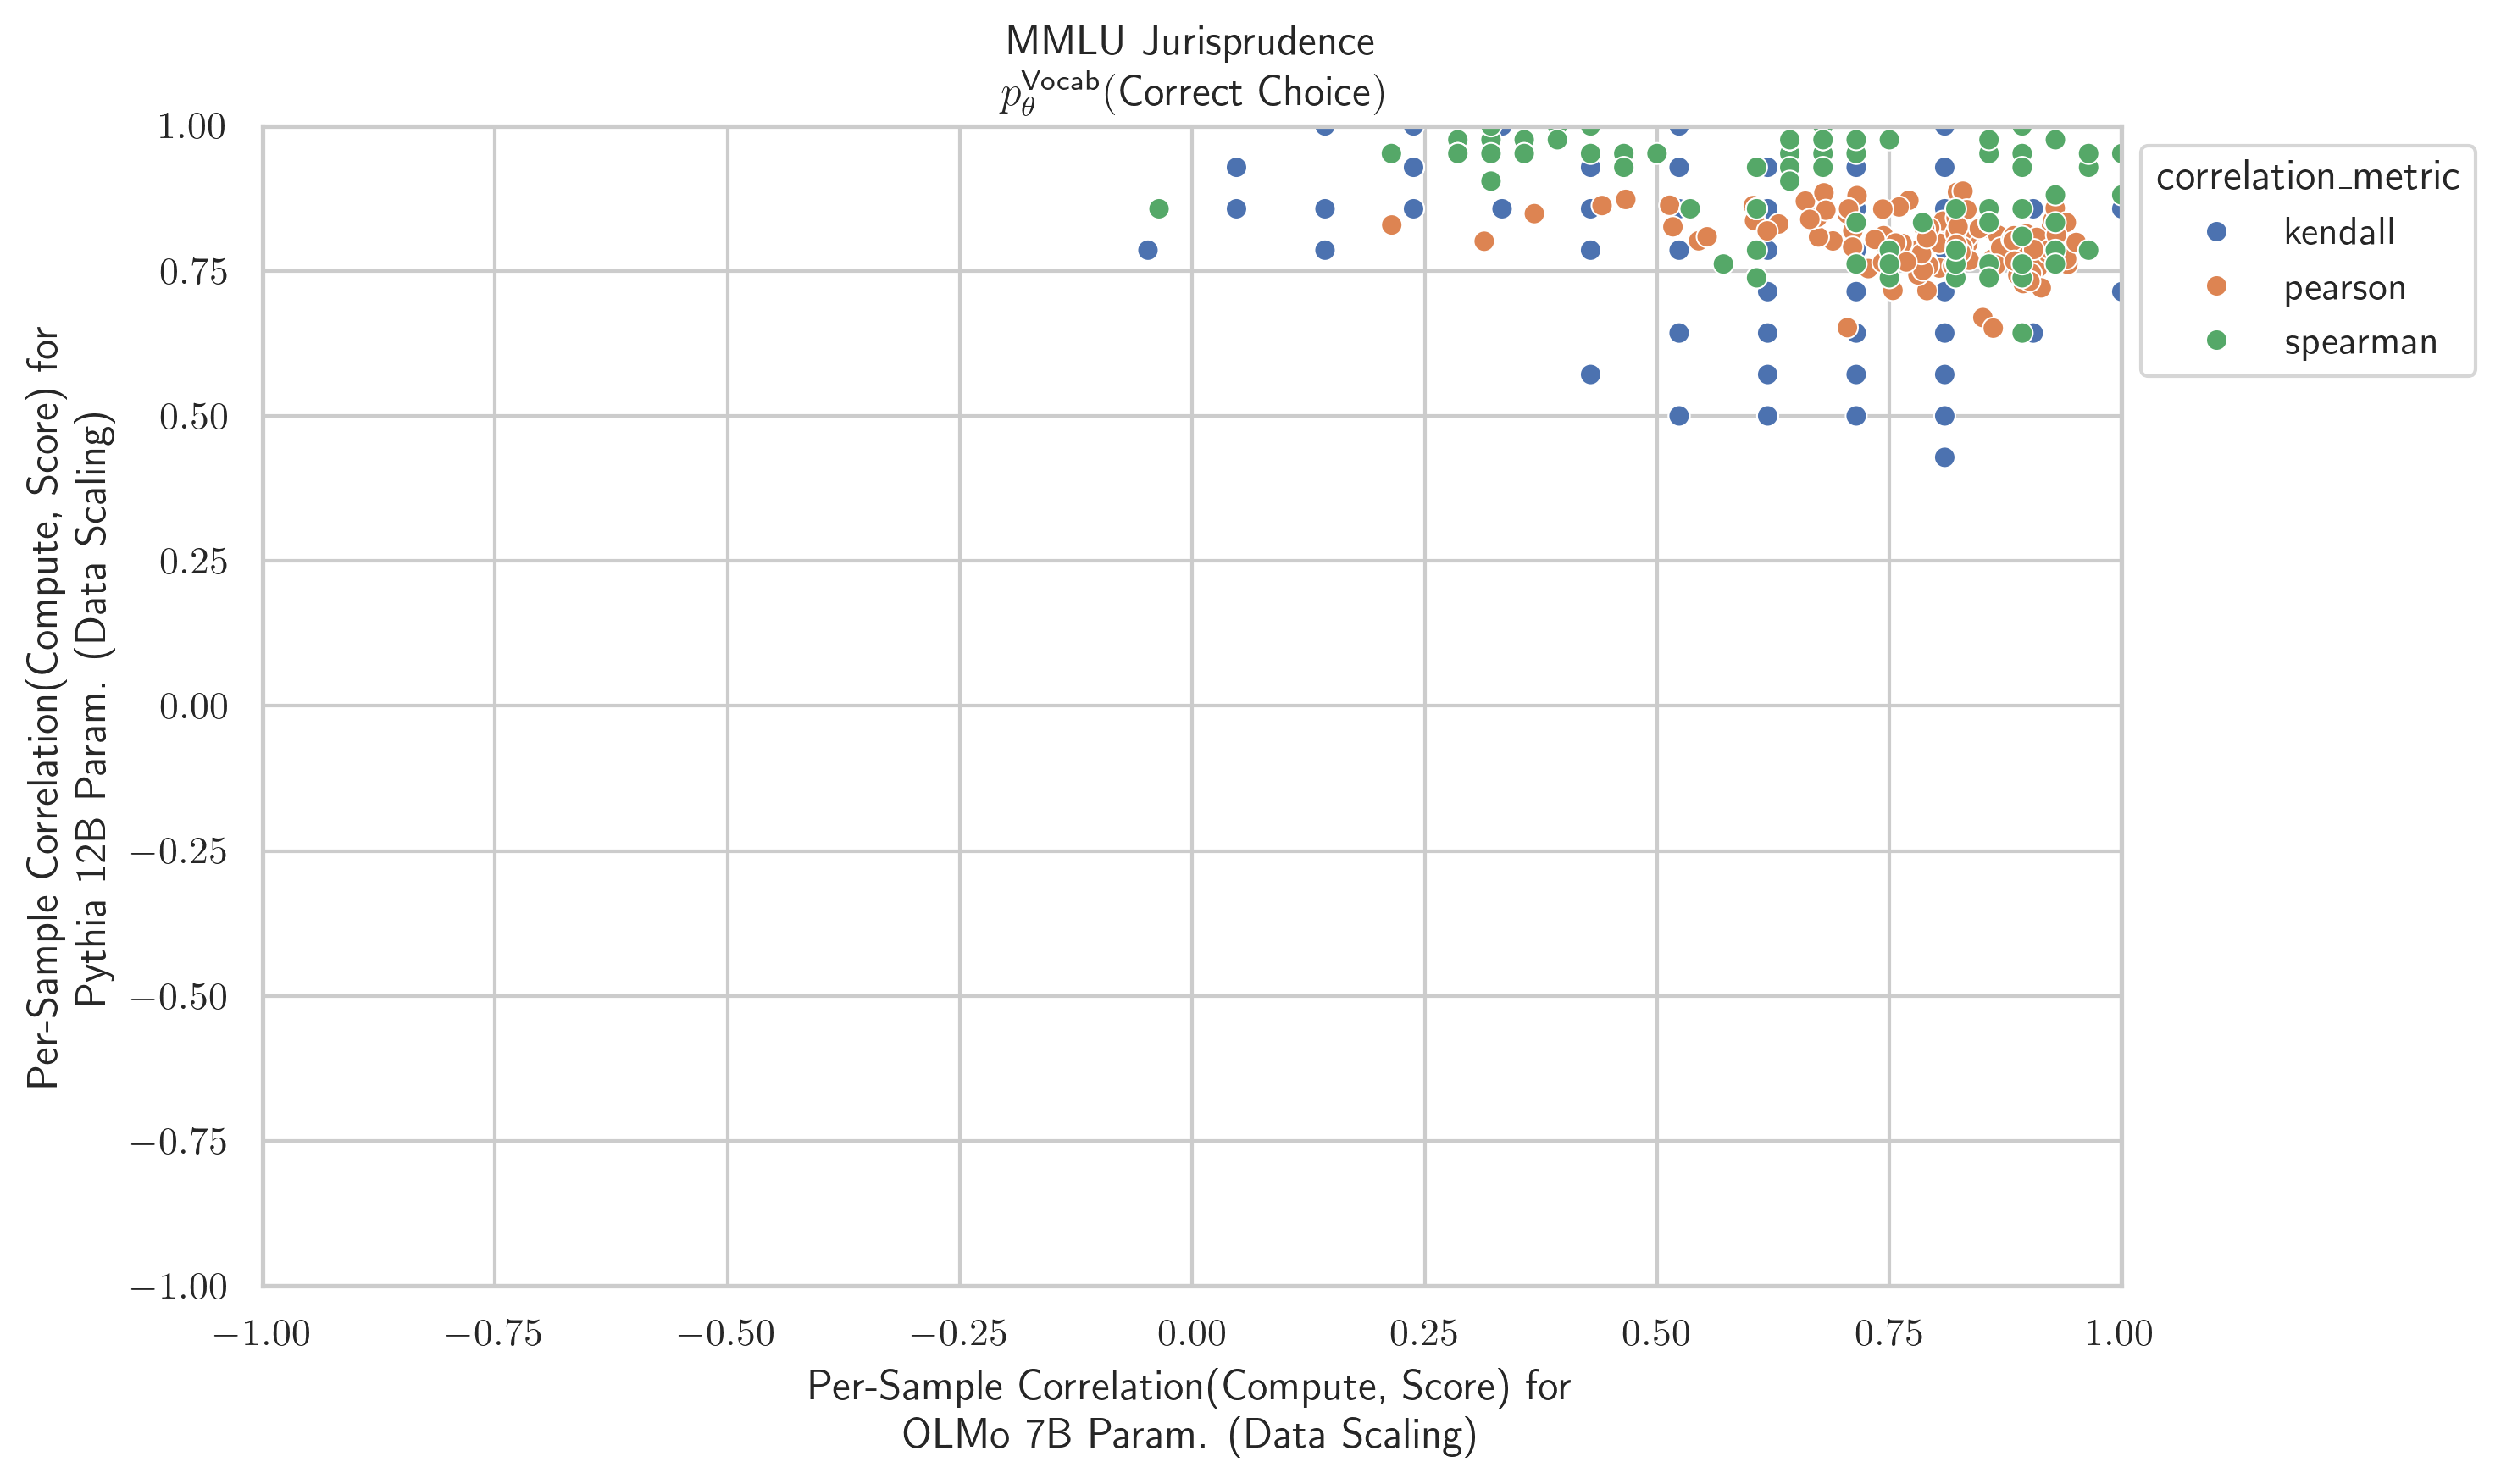 MMLU Jurisprudence
p_θ^Vocab(Correct Choice)
1.00
0.75
0.50
0.25
0.00
−0.25
−0.50
−0.75
−1.00
Per-Sample Correlation(Compute, Score) for
Pythia 12B Param. (Data Scaling)
correlation_metric
kendall
pearson
spearman
−1.00
−0.75
−0.50
−0.25
0.00
0.25
0.50
0.75
1.00
Per-Sample Correlation(Compute, Score) for
OLMo 7B Param. (Data Scaling)